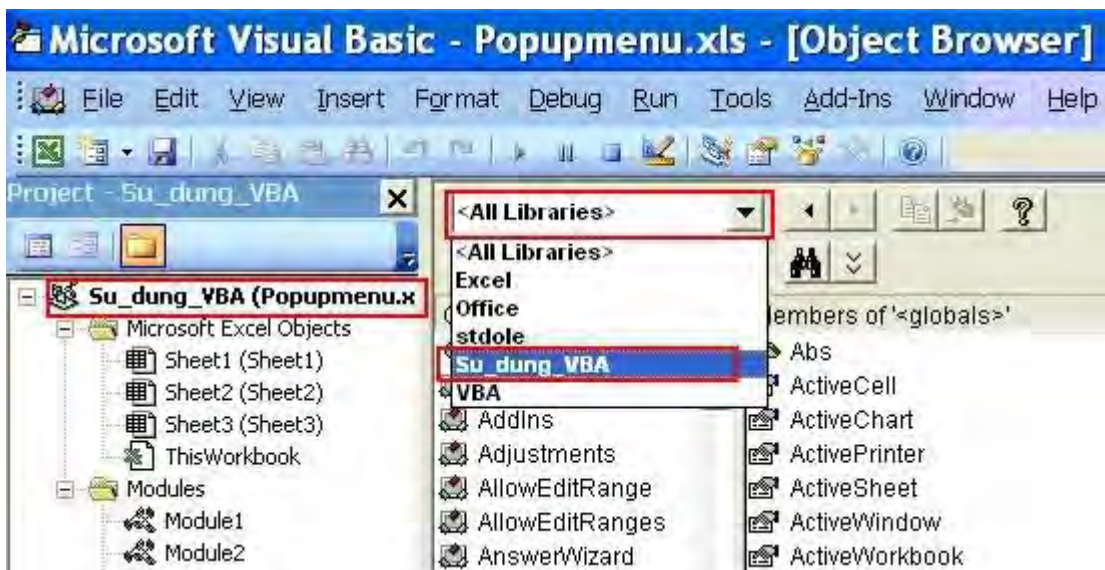 Microsoft Visual Basic - Popupmenu.xls - [Object Browser]
File Edit View Insert Format Debug Run Tools Add-Ins Window Help
Project - Su_dung_VBA
Su_dung_VBA (Popupmenu.x
Microsoft Excel Objects
Sheet1 (Sheet1)
Sheet2 (Sheet2)
Sheet3 (Sheet3)
ThisWorkbook
Modules
Module1
Module2
<All Libraries>
<All Libraries>
Excel
Office
stdole
Su_dung_VBA
VBA
AddIns
Adjustments
AllowEditRange
AllowEditRanges
AnswerWizard
embers of '<globals>'
Abs
ActiveCell
ActiveChart
ActivePrinter
ActiveSheet
ActiveWindow
ActiveWorkbook